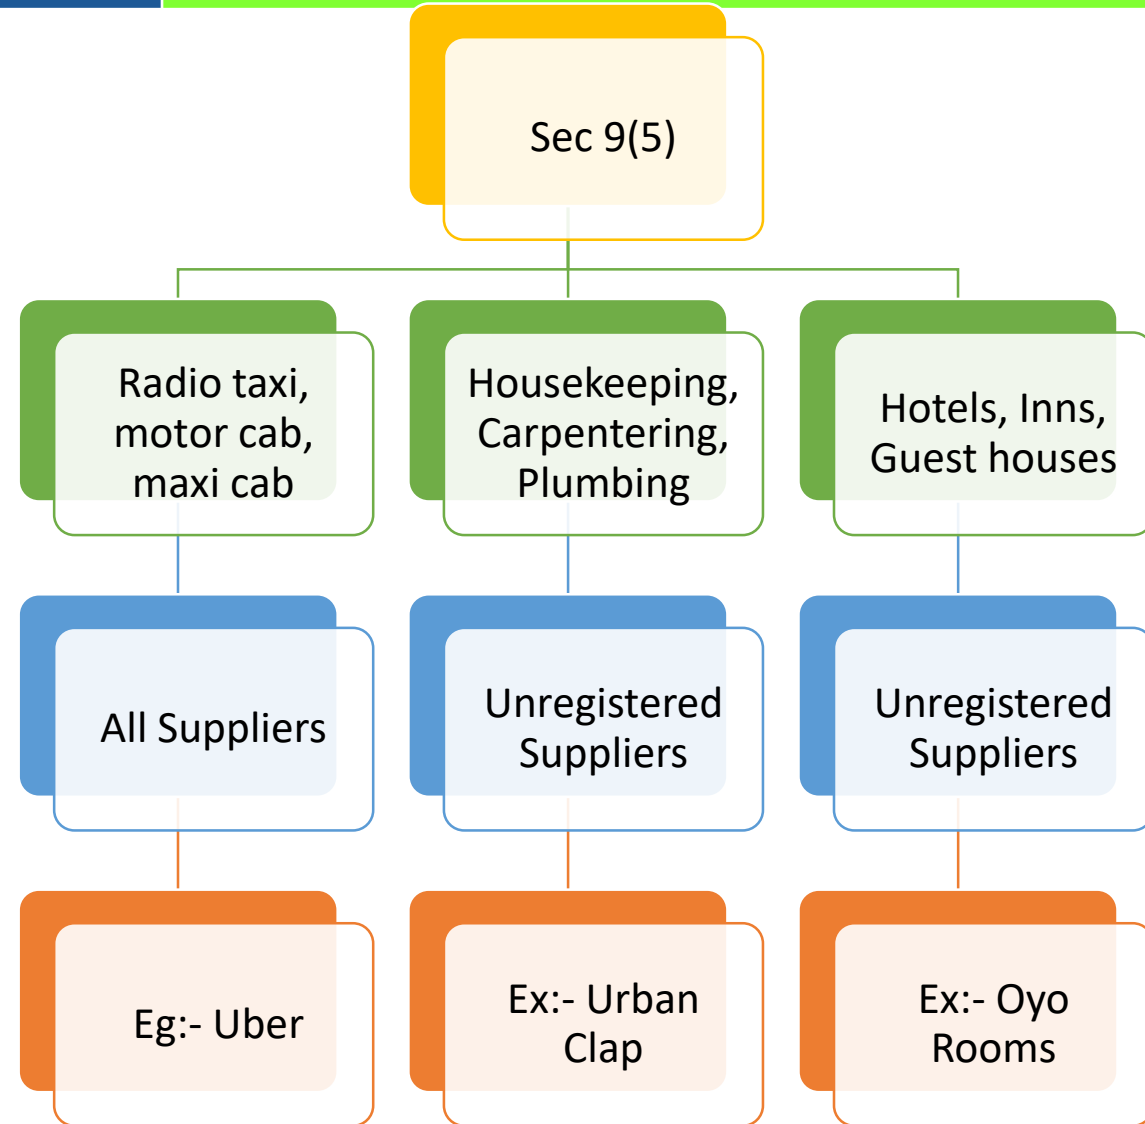 Sec 9(5)
Radio taxi,
motor cab,
maxi cab
Housekeeping,
Carpentering,
Plumbing
Hotels, Inns,
Guest houses
All Suppliers
Unregistered
Suppliers
Unregistered
Suppliers
Eg:- Uber
Ex:- Urban
Clap
Ex:- Oyo
Rooms